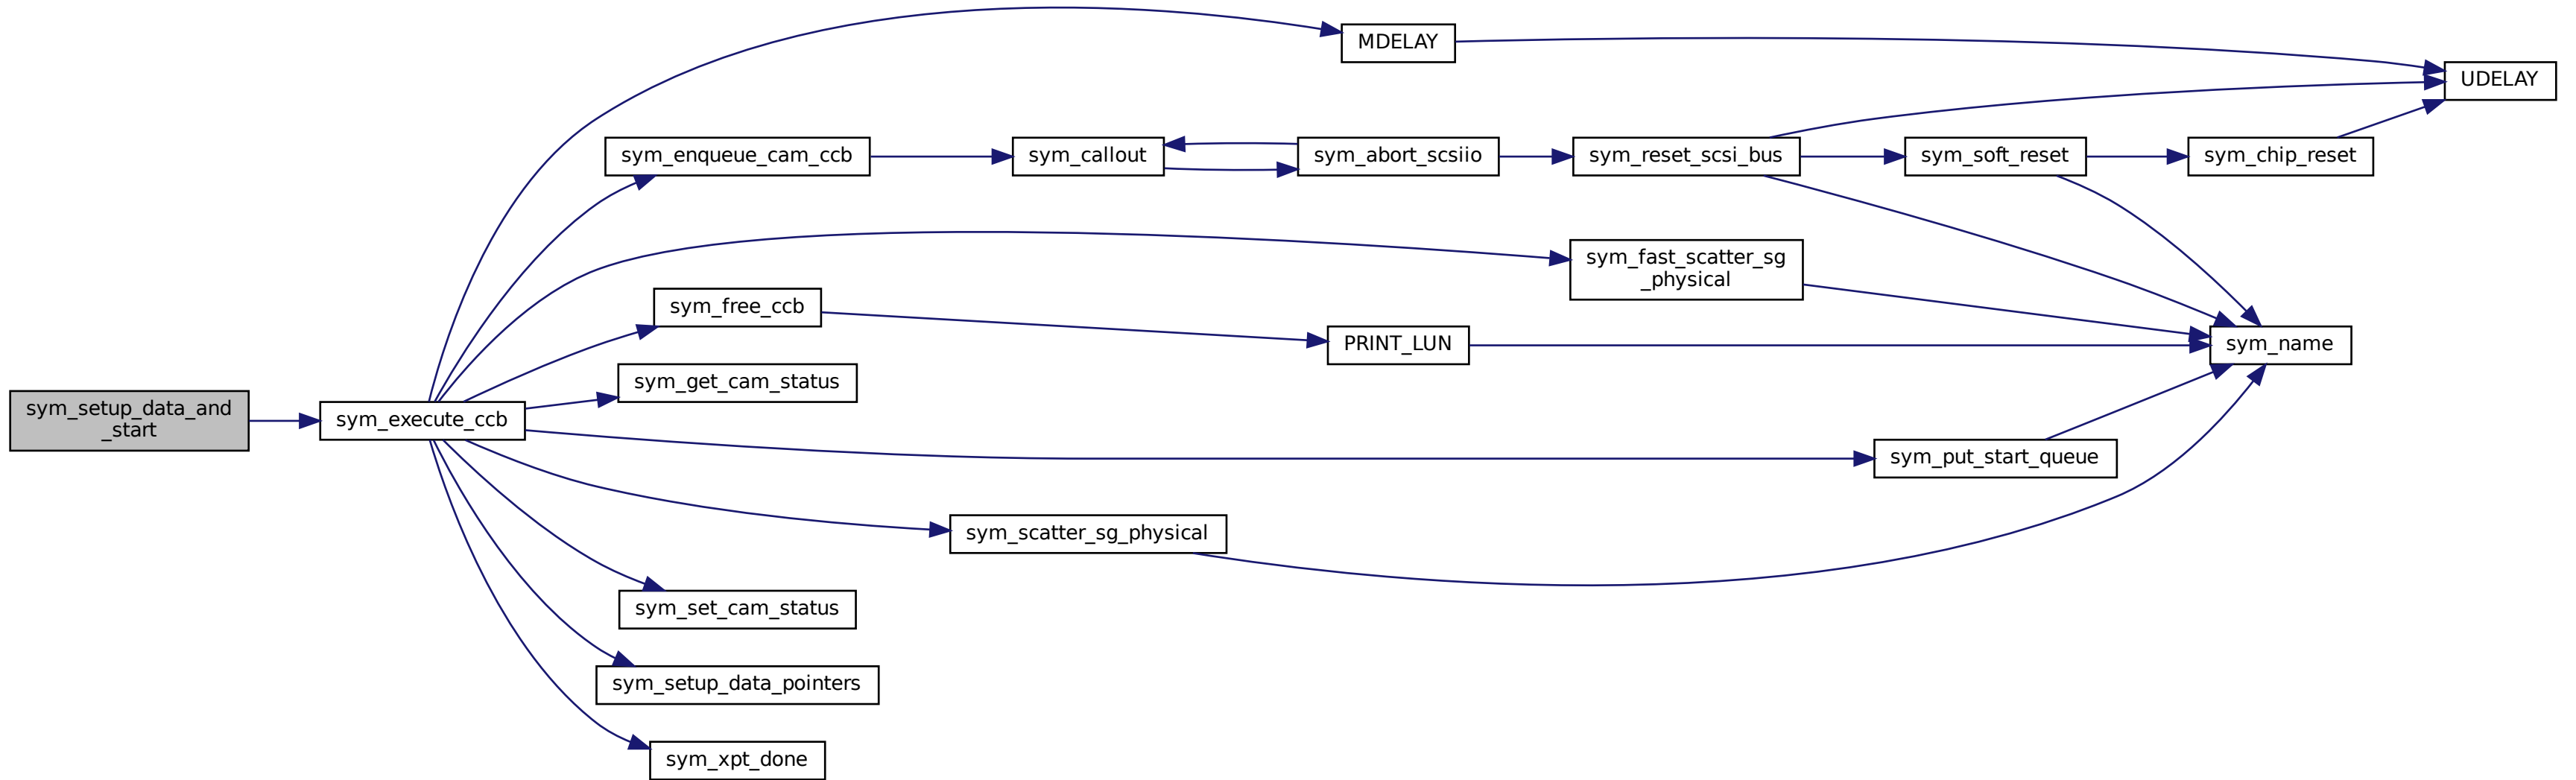 MDELAY
UDELAY
sym_enqueue_cam_ccb
sym_callout
sym_abort_scsiio
sym_reset_scsi_bus
sym_soft_reset
sym_chip_reset
sym_fast_scatter_sg
_physical
sym_free_ccb
PRINT_LUN
sym_name
sym_get_cam_status
sym_setup_data_and
_start
sym_execute_ccb
sym_put_start_queue
sym_scatter_sg_physical
sym_set_cam_status
sym_setup_data_pointers
sym_xpt_done